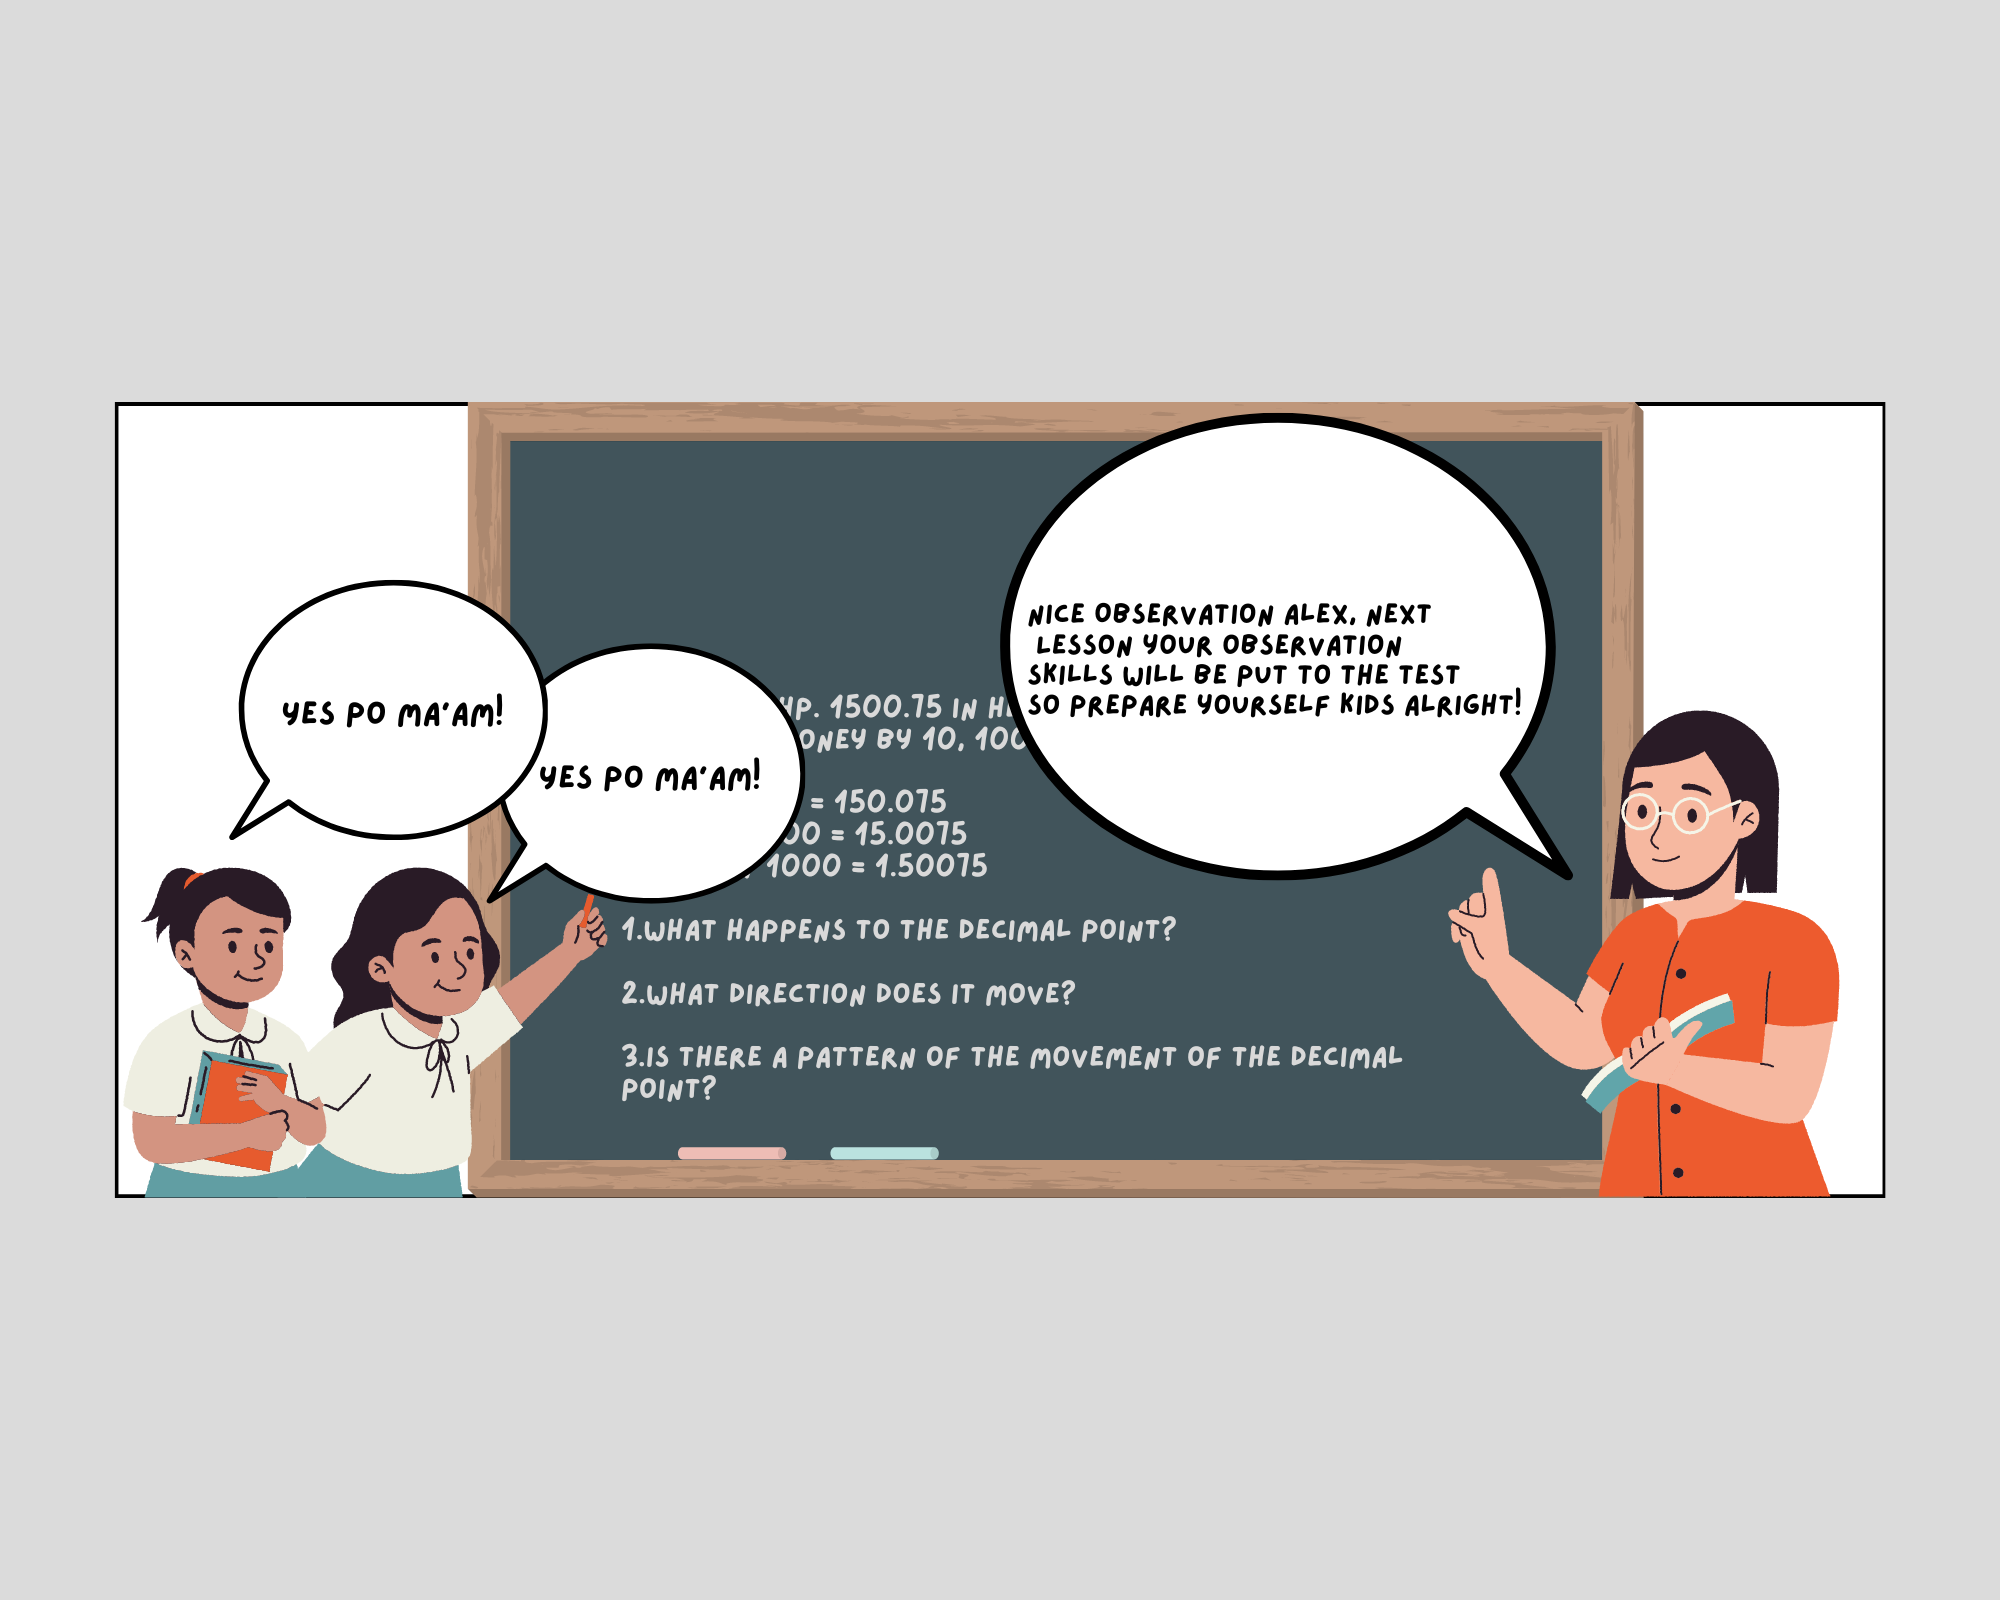 NICE OBSERVATION ALEX, NEXT
LESSON YOUR OBSERVATION
SKILLS WILL BE PUT TO THE TEST
SO PREPARE YOURSELF KIDS ALRIGHT!
YES PO MA'AM!
YES PO MA'AM!
1500.75 IN
BY 10, 100
= 150.075
= 15.0075
1000 = 1.50075
1.WHAT HAPPENS TO THE DECIMAL POINT?
2.WHAT DIRECTION DOES IT MOVE?
3.IS THERE A PATTERN OF THE MOVEMENT OF THE DECIMAL
POINT?